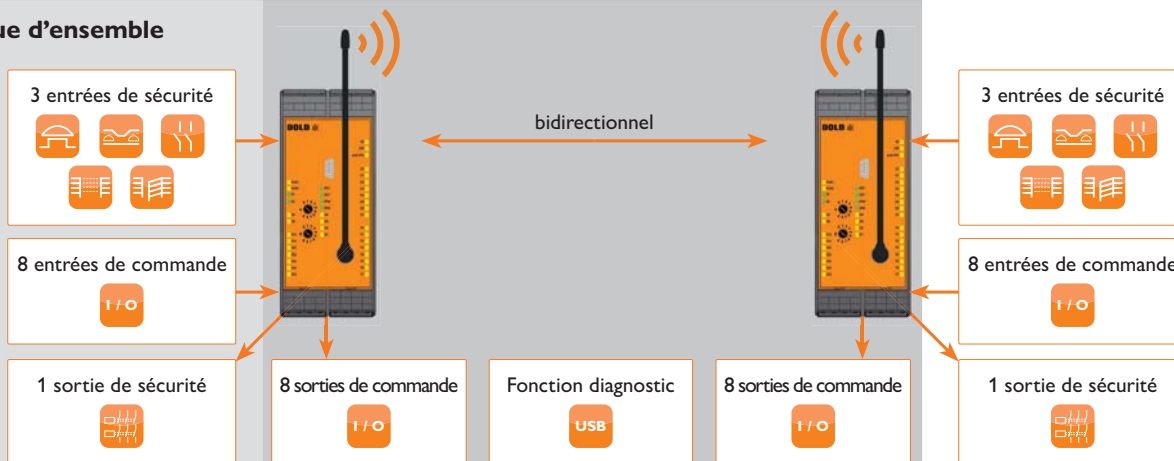 ue d'ensemble
3 entrées de sécurité
8 entrées de commande
I / O
1 sortie de sécurité
DOLD
bidirectionnel
DOLD
8 sorties de commande
I / O
Fonction diagnostic
USB
8 sorties de commande
I / O
3 entrées de sécurité
8 entrées de commande
I / O
1 sortie de sécurité